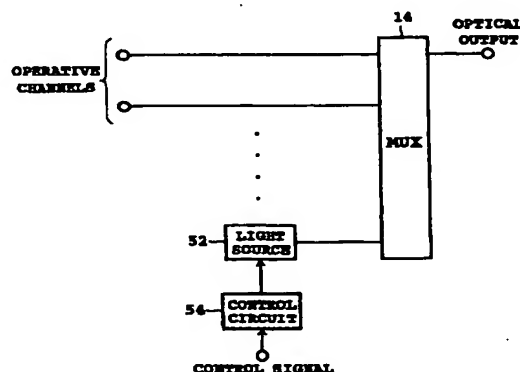 14
OPTICAL
OUTPUT
OPERATIVE
CHANNELS
MUX
52
LIGHT
SOURCE
54
CONTROL
CIRCUIT
CONTROL SIGNAL